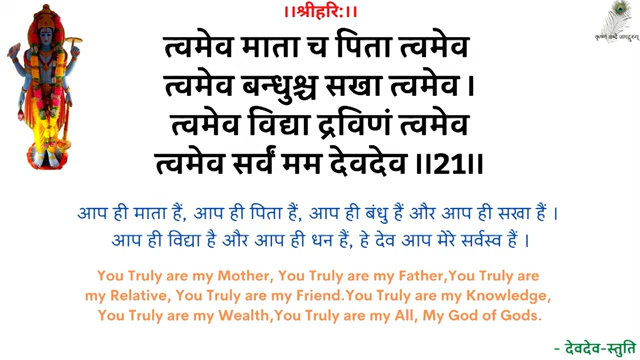 ।।श्रीहरि:।।
कृष्णं वन्दे जगद्गुरुम्
त्वमेव माता च पिता त्वमेव
त्वमेव बन्धुश्च सखा त्वमेव ।
त्वमेव विद्या द्रविणं त्वमेव
त्वमेव सर्वं मम देवदेव ।।21।।
आप ही माता हैं, आप ही पिता हैं, आप ही बंधु हैं और आप ही सखा हैं ।
आप ही विद्या है और आप ही धन हैं, हे देव आप मेरे सर्वस्व हैं ।
You Truly are my Mother, You Truly are my Father,You Truly are
my Relative, You Truly are my Friend.You Truly are my Knowledge,
You Truly are my Wealth,You Truly are my All, My God of Gods.
- देवदेव-स्तुति